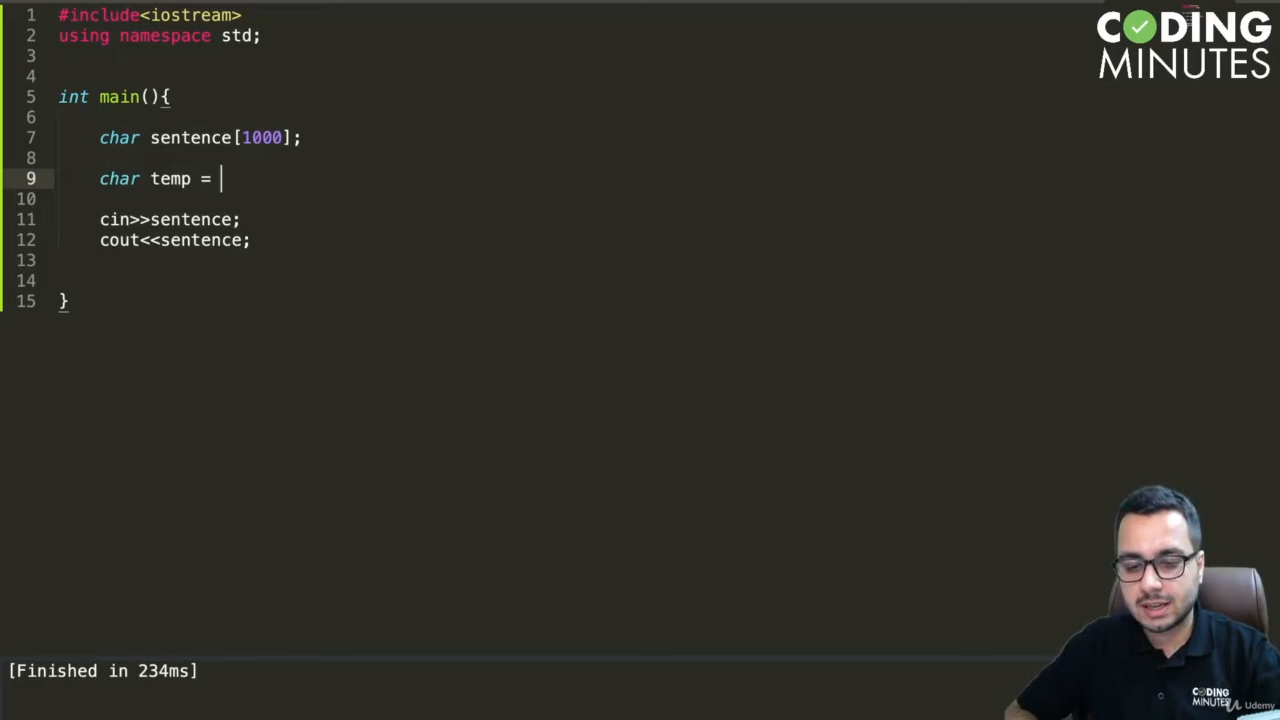 1 #include<iostream>
2 using namespace std;
3
4
5 int main(){
6
7 char sentence[1000];
8
9 char temp =
10
11 cin>>sentence;
12 cout<<sentence;
13
14
15 }
[Finished in 234ms]
CODING
MINUTES
CODING
MINUTES
Udemy